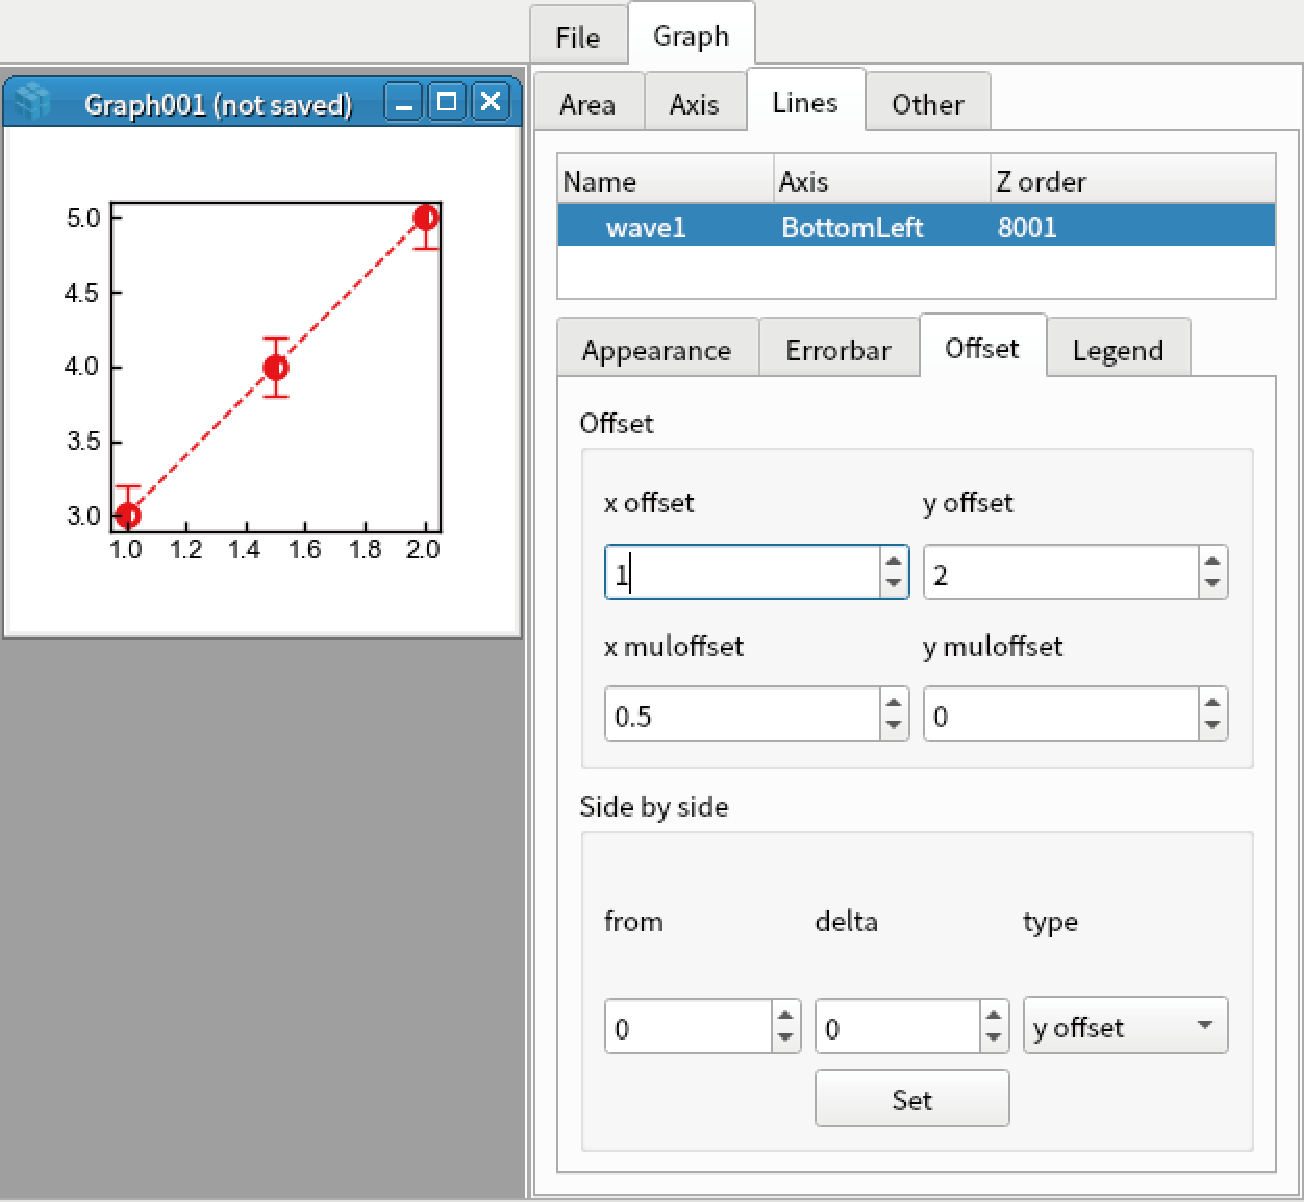 File Graph
Graph001 (not saved)
Area Axis Lines Other
Name Axis Z order
wave1 BottomLeft 8001
5.0
4.5
4.0
3.5
3.0
1.0 1.2 1.4 1.6 1.8 2.0
Appearance Errorbar Offset Legend
Offset
x offset y offset
1 2
x muloffset y muloffset
0.5 0
Side by side
from delta type
0 0 y offset
Set